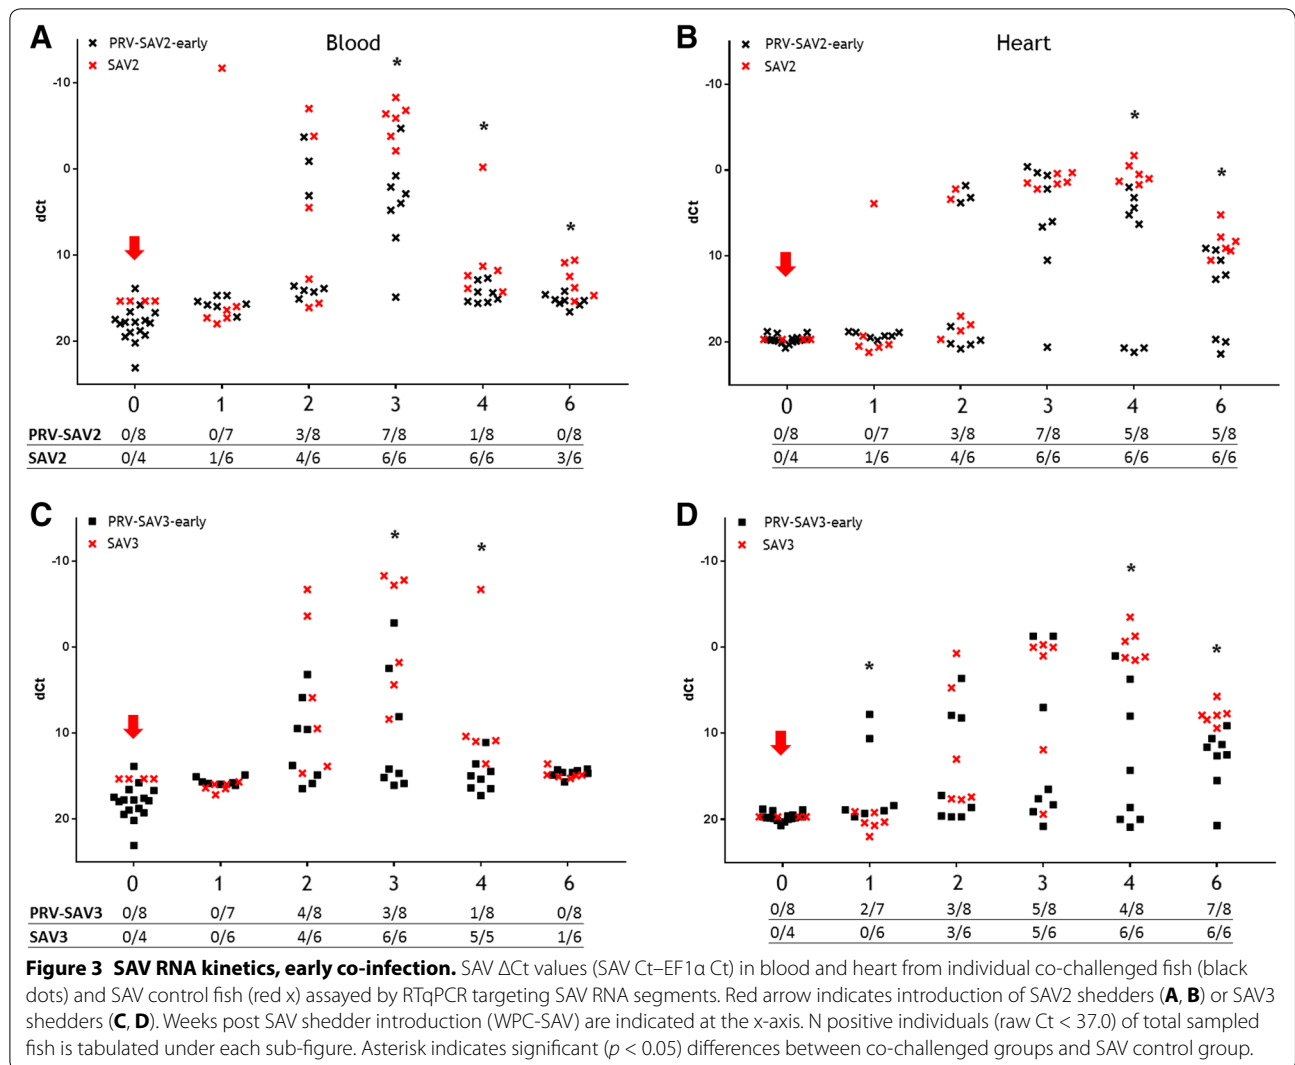 A
Blood
PRV-SAV2-early
SAV2
dCt
-10
0
10
20
*
*
*
0 1 2 3 4 6
PRV-SAV2 0/8 0/7 3/8 7/8 1/8 0/8
SAV2 0/4 1/6 4/6 6/6 6/6 3/6
B
Heart
PRV-SAV2-early
SAV2
dCt
-10
0
10
20
*
*
0 1 2 3 4 6
0/8 0/7 3/8 7/8 5/8 5/8
0/4 1/6 4/6 6/6 6/6 6/6
C
PRV-SAV3-early
SAV3
dCt
-10
0
10
20
*
*
0 1 2 3 4 6
PRV-SAV3 0/8 0/7 4/8 3/8 1/8 0/8
SAV3 0/4 0/6 4/6 6/6 5/5 1/6
D
PRV-SAV3-early
SAV3
dCt
-10
0
10
20
*
*
*
0 1 2 3 4 6
0/8 2/7 3/8 5/8 4/8 7/8
0/4 0/6 3/6 5/6 6/6 6/6
Figure 3 SAV RNA kinetics, early co-infection. SAV ΔCt values (SAV Ct–EF1α Ct) in blood and heart from individual co-challenged fish (black
dots) and SAV control fish (red x) assayed by RTqPCR targeting SAV RNA segments. Red arrow indicates introduction of SAV2 shedders (A, B) or SAV3
shedders (C, D). Weeks post SAV shedder introduction (WPC-SAV) are indicated at the x-axis. N positive individuals (raw Ct < 37.0) of total sampled
fish is tabulated under each sub-figure. Asterisk indicates significant (p < 0.05) differences between co-challenged groups and SAV control group.